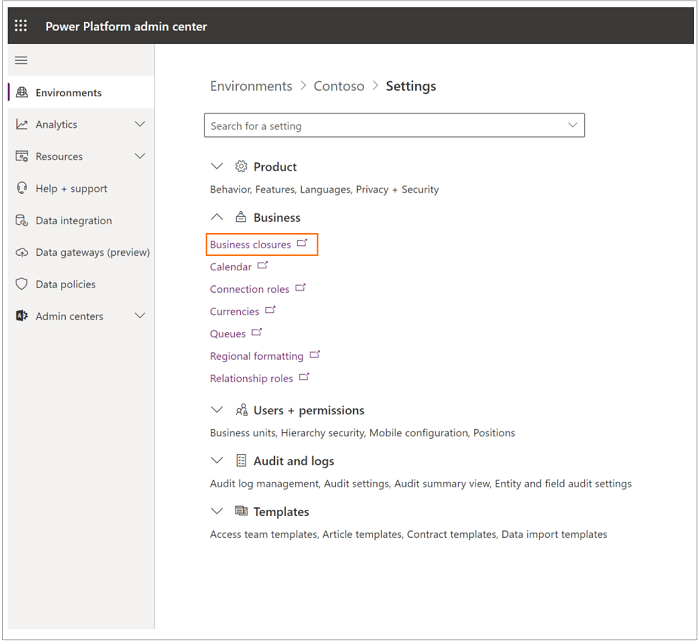 Power Platform admin center
Environments
Analytics
Resources
Help + support
Data integration
Data gateways (preview)
Data policies
Admin centers
Environments > Contoso > Settings
Search for a setting
Product
Behavior, Features, Languages, Privacy + Security
Business
Business closures
Calendar
Connection roles
Currencies
Queues
Regional formatting
Relationship roles
Users + permissions
Business units, Hierarchy security, Mobile configuration, Positions
Audit and logs
Audit log management, Audit settings, Audit summary view, Entity and field audit settings
Templates
Access team templates, Article templates, Contract templates, Data import templates